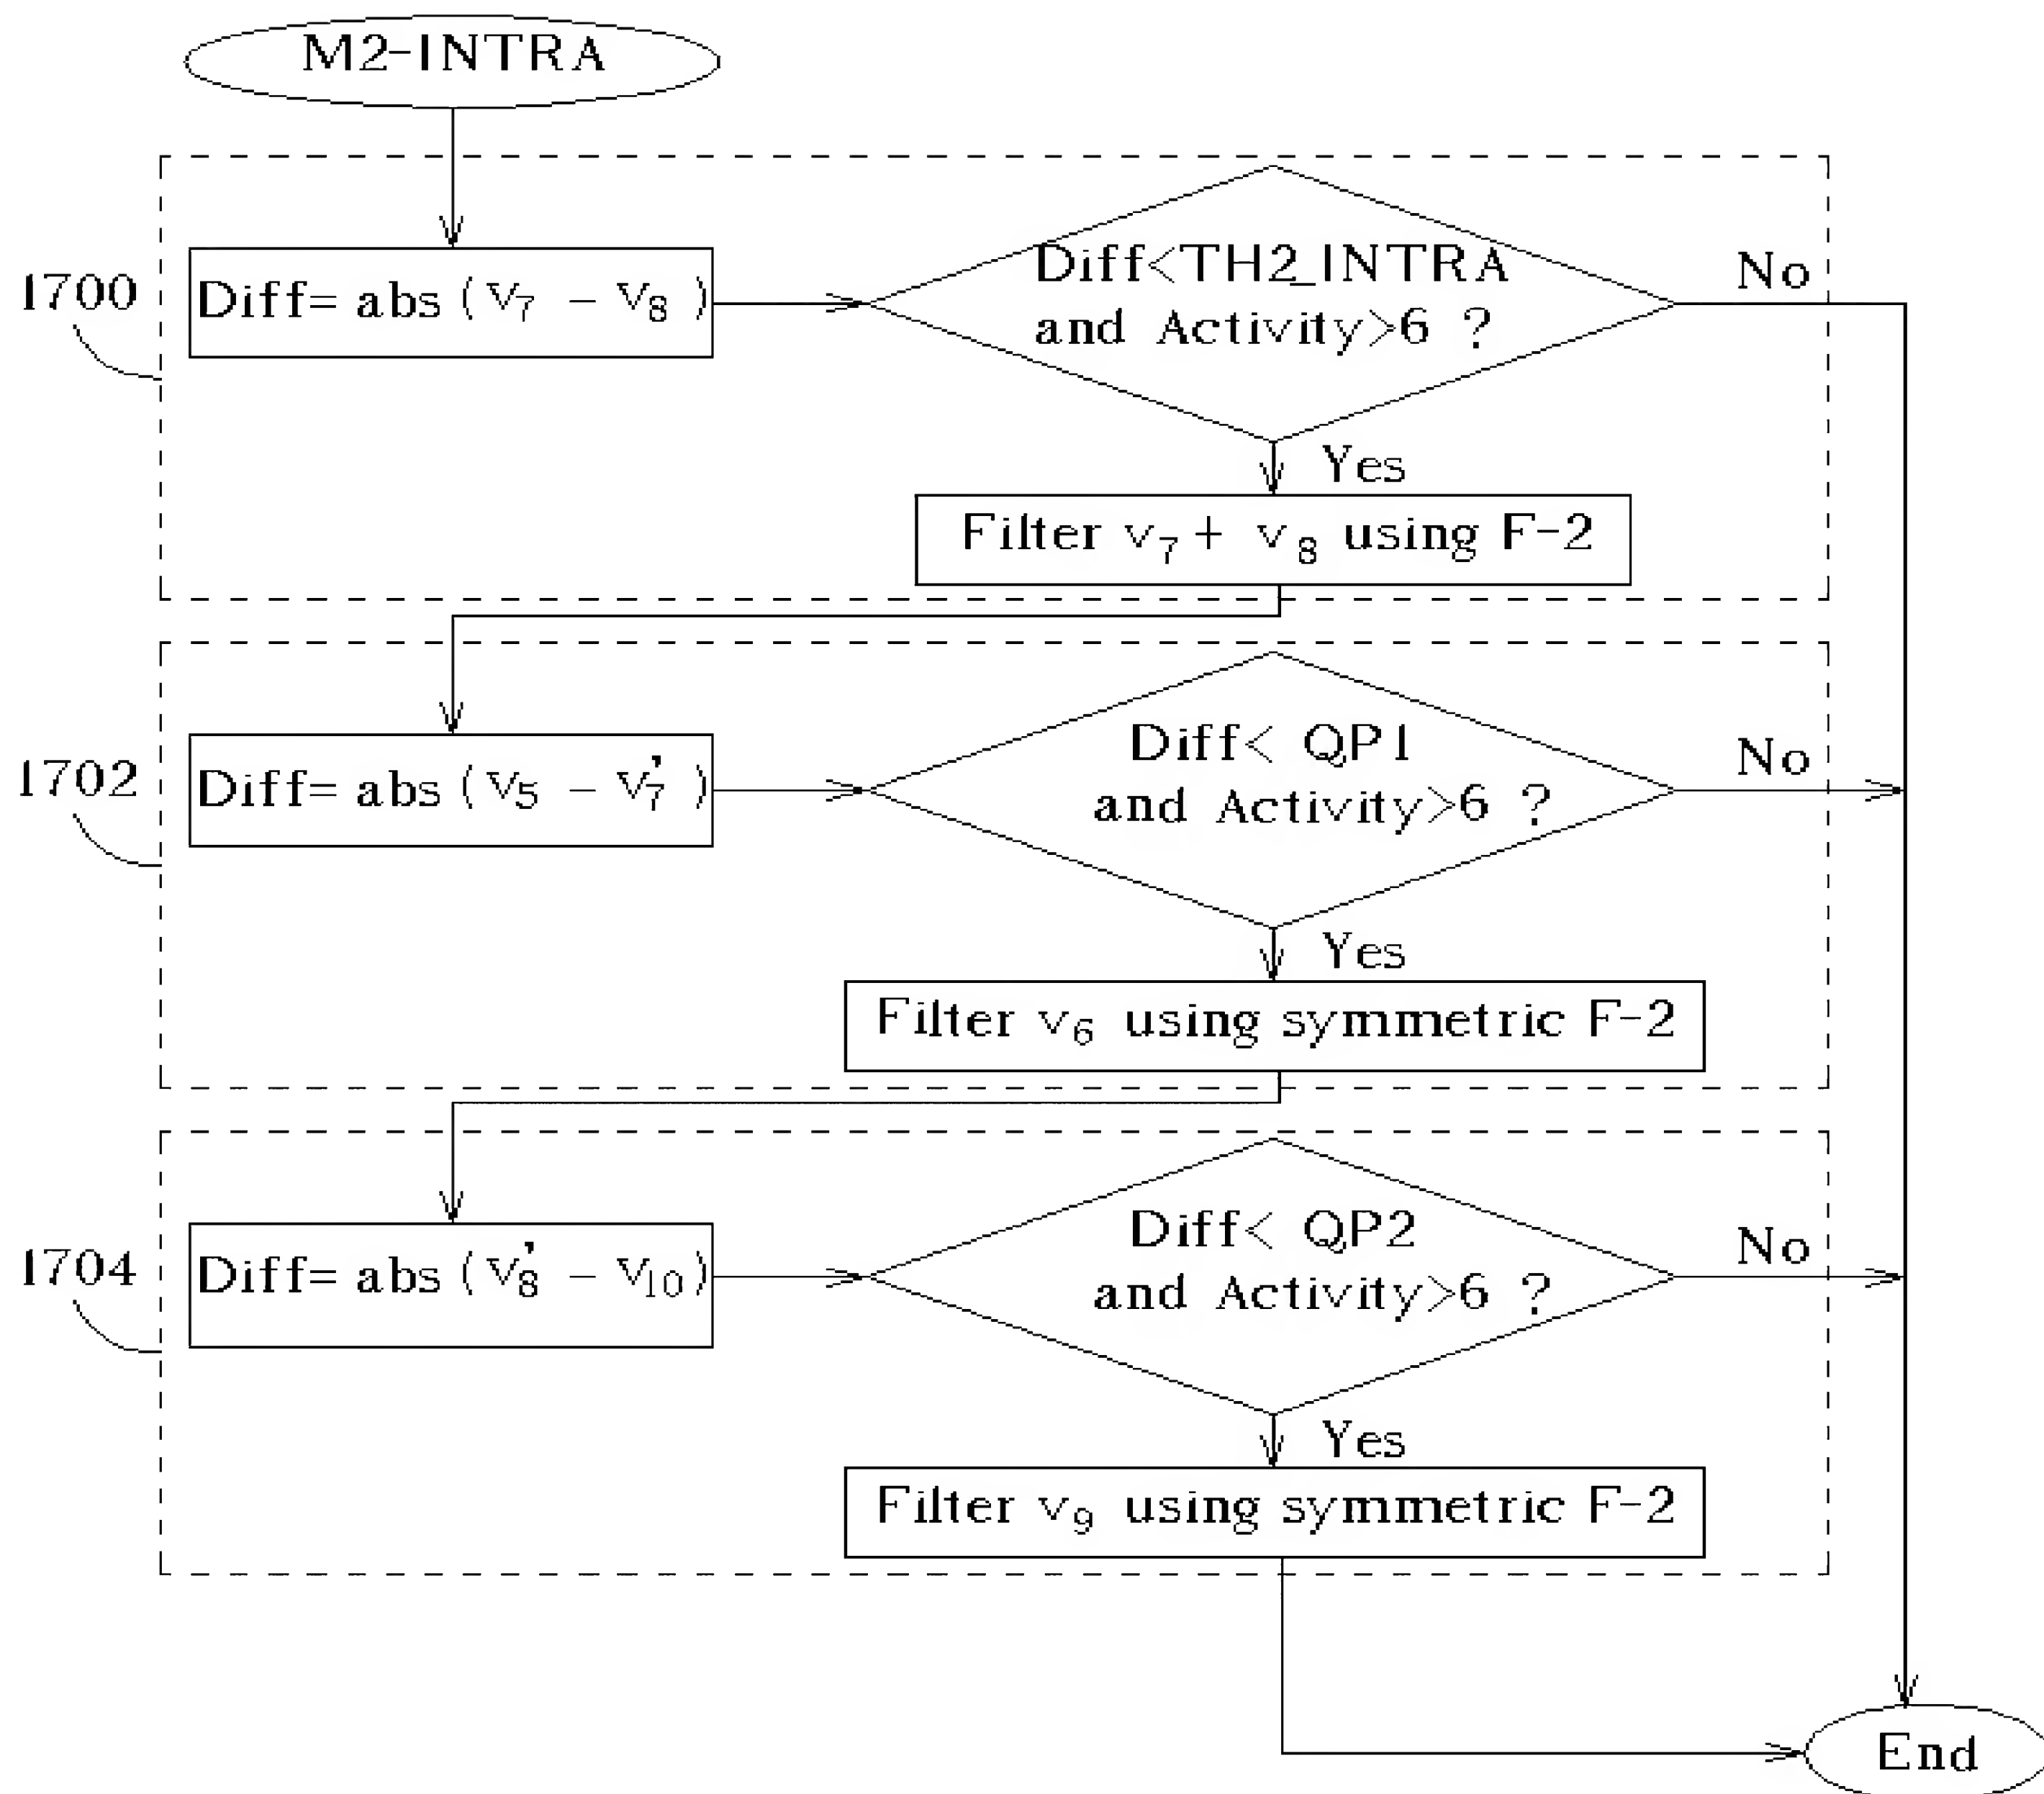 M2-INTRA
1700
Diff= abs ( v₇ - v₈ )
Diff<TH2_INTRA
and Activity>6 ?
No
Yes
Filter v₇ + v₈ using F-2
1702
Diff= abs ( v₅ - v₇' )
Diff< QP1
and Activity>6 ?
No
Yes
Filter v₆ using symmetric F-2
1704
Diff= abs ( v₈' - v₁₀)
Diff< QP2
and Activity>6 ?
No
Yes
Filter v₉ using symmetric F-2
End